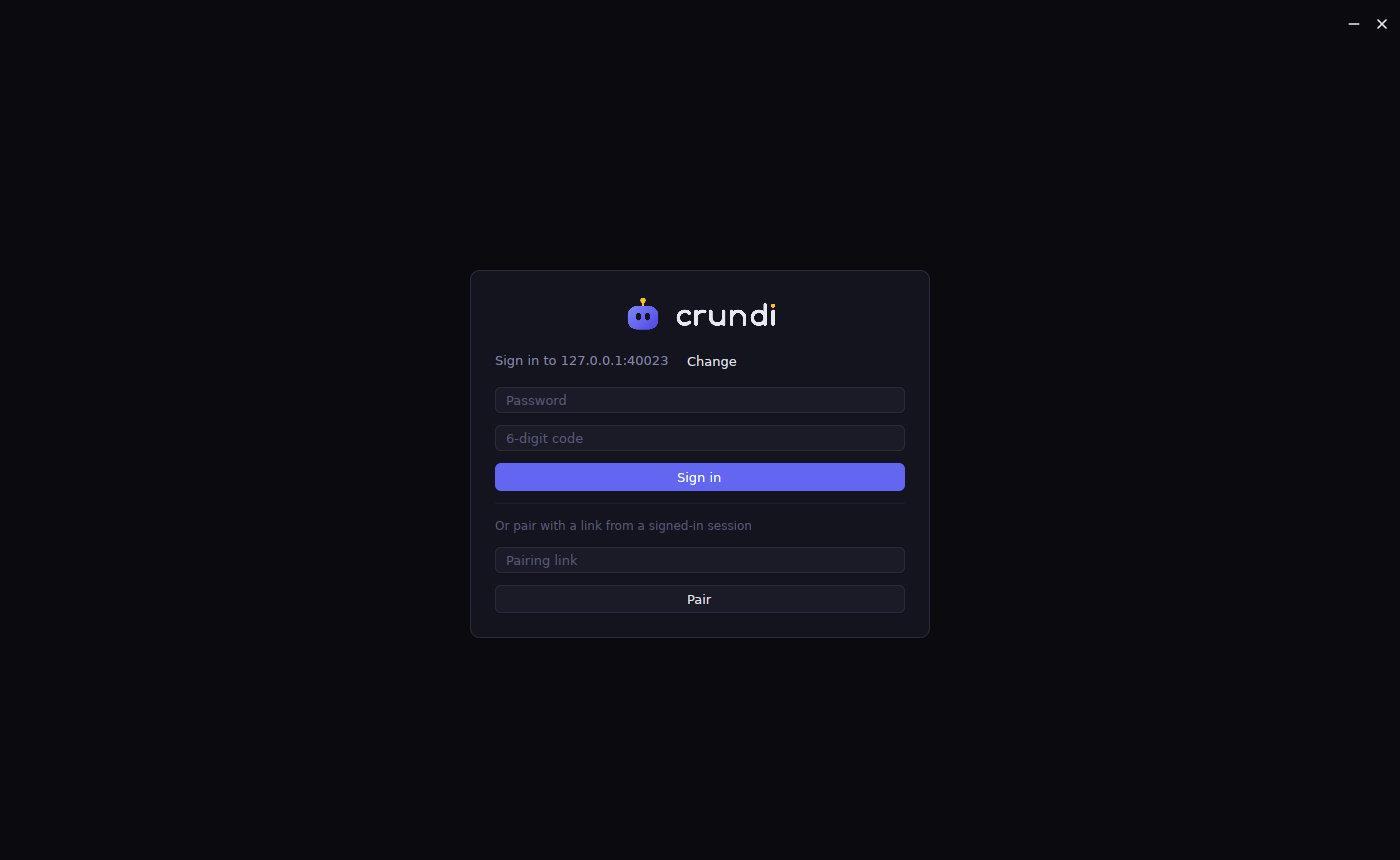 crundi
Sign in to 127.0.0.1:40023 Change
Password
6-digit code
Sign in
Or pair with a link from a signed-in session
Pairing link
Pair